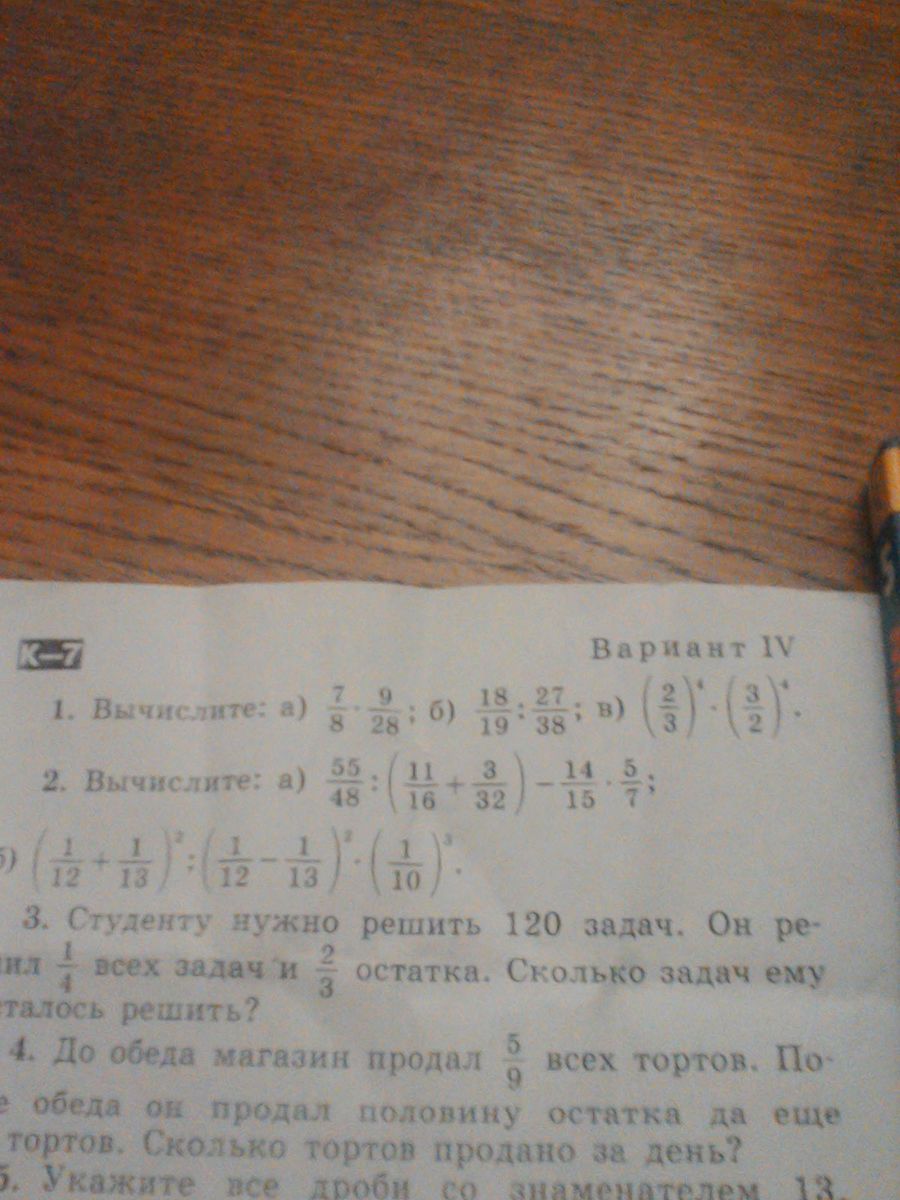 К—7 Вариант IV
1. Вычислите: а) 7/8 · 9/28; б) 18/19 : 27/38; в) (2/3)⁴ · (3/2)⁴.
2. Вычислите: а) 55/48 : (11/16 + 3/32) − 14/15 · 5/7;
б) (1/12 + 1/13)² : (1/12 − 1/13)² · (1/10)³.
3. Студенту нужно решить 120 задач. Он ре-
1/4 всех задач и 2/3 остатка. Сколько задач ему
сталось решить?
4. До обеда магазин продал 5/9 всех тортов. По-
е обеда он продал половину остатка да еще
тортов. Сколько тортов продано за день?
5. Укажите все дроби со знаменателем 13,